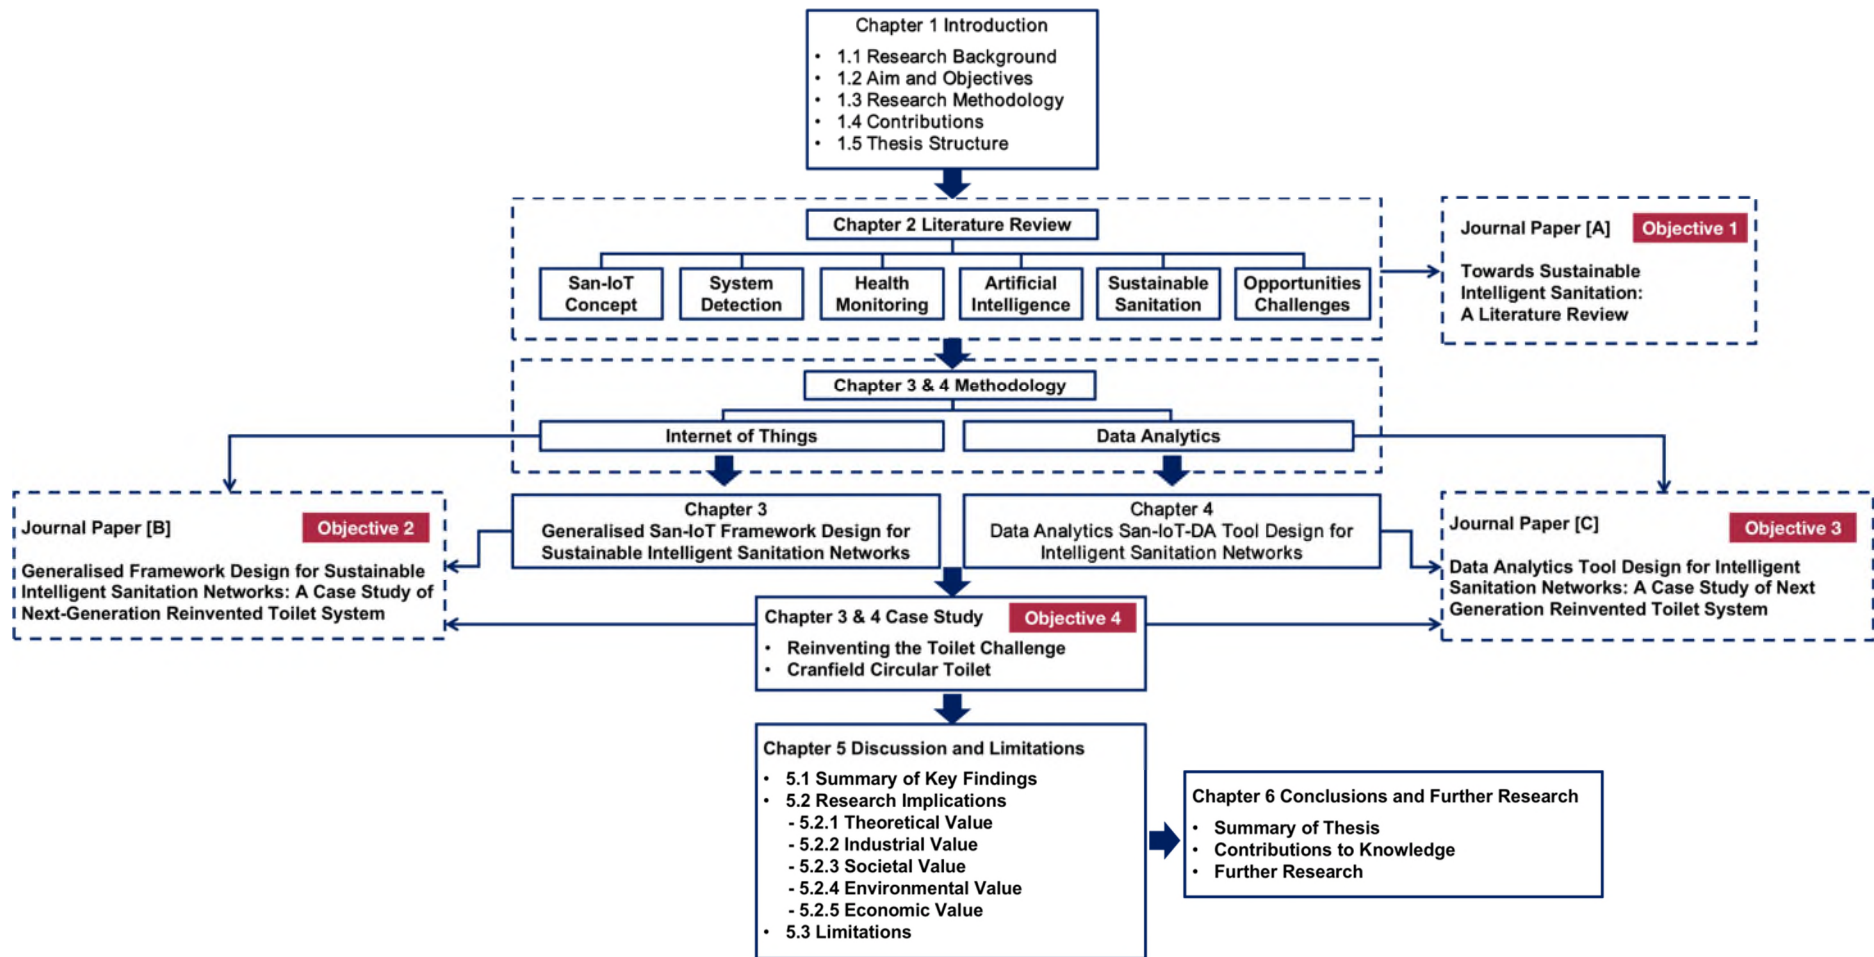 Chapter 1 Introduction
• 1.1 Research Background
• 1.2 Aim and Objectives
• 1.3 Research Methodology
• 1.4 Contributions
• 1.5 Thesis Structure
Chapter 2 Literature Review
San-IoT
Concept
System
Detection
Health
Monitoring
Artificial
Intelligence
Sustainable
Sanitation
Opportunities
Challenges
Journal Paper [A]
Objective 1
Towards Sustainable
Intelligent Sanitation:
A Literature Review
Chapter 3 & 4 Methodology
Internet of Things
Data Analytics
Journal Paper [B]
Objective 2
Generalised Framework Design for Sustainable
Intelligent Sanitation Networks: A Case Study of
Next-Generation Reinvented Toilet System
Chapter 3
Generalised San-IoT Framework Design for
Sustainable Intelligent Sanitation Networks
Chapter 4
Data Analytics San-IoT-DA Tool Design for
Intelligent Sanitation Networks
Journal Paper [C]
Objective 3
Data Analytics Tool Design for Intelligent
Sanitation Networks: A Case Study of Next
Generation Reinvented Toilet System
Chapter 3 & 4 Case Study
Objective 4
• Reinventing the Toilet Challenge
• Cranfield Circular Toilet
Chapter 5 Discussion and Limitations
• 5.1 Summary of Key Findings
• 5.2 Research Implications
- 5.2.1 Theoretical Value
- 5.2.2 Industrial Value
- 5.2.3 Societal Value
- 5.2.4 Environmental Value
- 5.2.5 Economic Value
• 5.3 Limitations
Chapter 6 Conclusions and Further Research
• Summary of Thesis
• Contributions to Knowledge
• Further Research